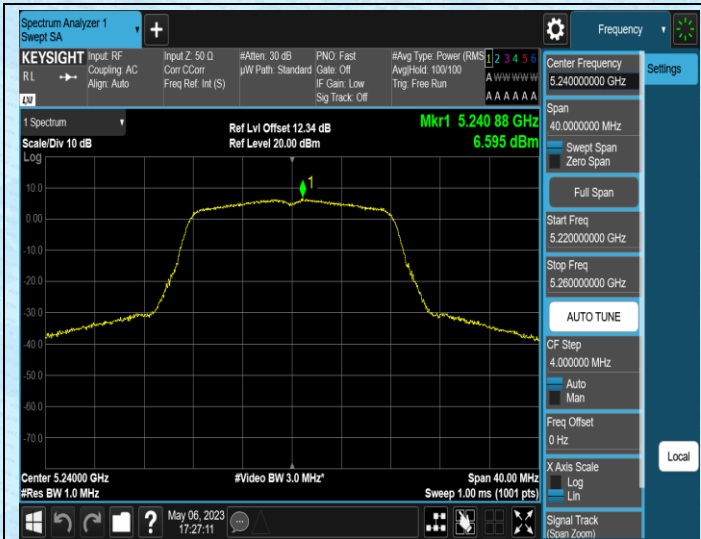 Spectrum Analyzer 1
Swept SA
Frequency
KEYSIGHT
RL
LXI
Input: RF
Coupling: AC
Align: Auto
Input Z: 50 Ω
Corr CCorr
Freq Ref: Int (S)
#Atten: 30 dB
µW Path: Standard
PNO: Fast
Gate: Off
IF Gain: Low
Sig Track: Off
#Avg Type: Power (RMS
Avg|Hold: 100/100
Trig: Free Run
1 2 3 4 5 6
A W W W W W
A A A A A A
1 Spectrum
Scale/Div 10 dB
Ref Lvl Offset 12.34 dB
Ref Level 20.00 dBm
Mkr1 5.240 88 GHz
6.595 dBm
Log
1
10.0
0.00
-10.0
-20.0
-30.0
-40.0
-50.0
-60.0
-70.0
Center 5.24000 GHz
#Res BW 1.0 MHz
#Video BW 3.0 MHz*
Span 40.00 MHz
Sweep 1.00 ms (1001 pts)
?
May 06, 2023
17:27:11
Center Frequency
5.240000000 GHz
Settings
Span
40.0000000 MHz
Swept Span
Zero Span
Full Span
Start Freq
5.220000000 GHz
Stop Freq
5.260000000 GHz
AUTO TUNE
CF Step
4.000000 MHz
Auto
Man
Freq Offset
0 Hz
X Axis Scale
Log
Lin
Local
Signal Track
(Span Zoom)